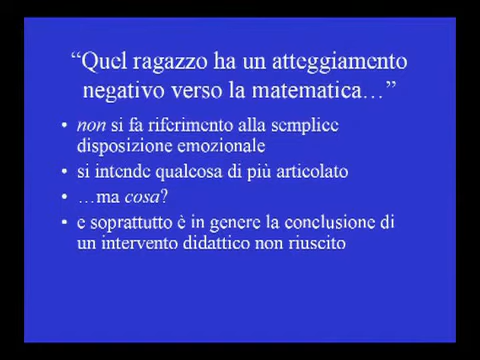 “Quel ragazzo ha un atteggiamento
negativo verso la matematica…”
• non si fa riferimento alla semplice
disposizione emozionale
• si intende qualcosa di più articolato
• …ma cosa?
• e soprattutto è in genere la conclusione di
un intervento didattico non riuscito